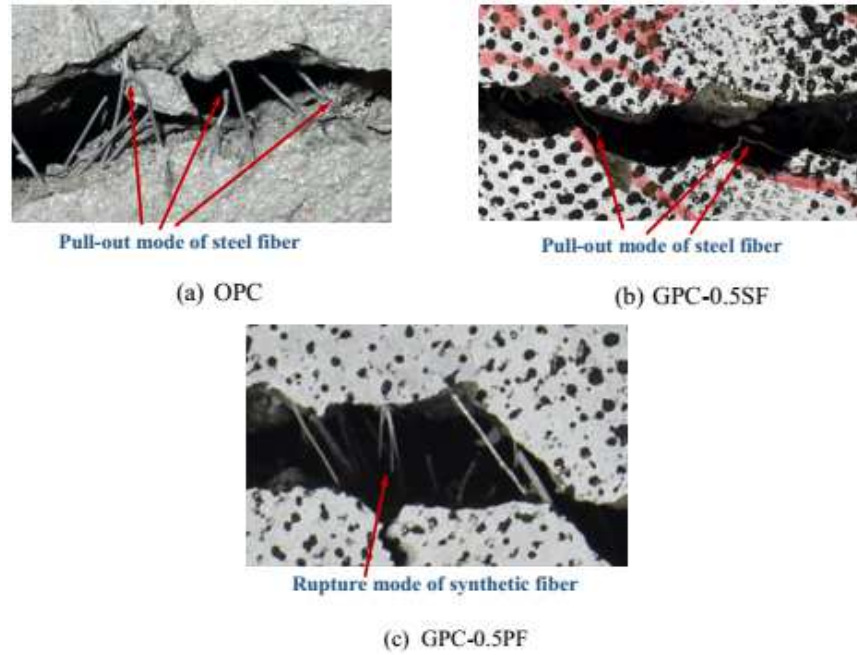 Pull-out mode of steel fiber
Pull-out mode of steel fiber
(a) OPC
(b) GPC-0.5SF
Rupture mode of synthetic fiber
(c) GPC-0.5PF